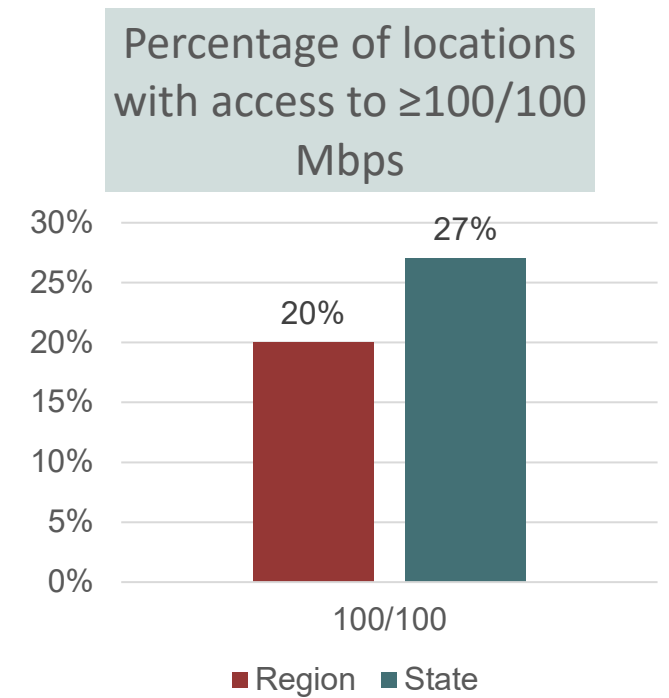 Percentage of locations
with access to ≥100/100
Mbps
30%
27%
25%
20%
20%
15%
10%
5%
0%
100/100
Region State